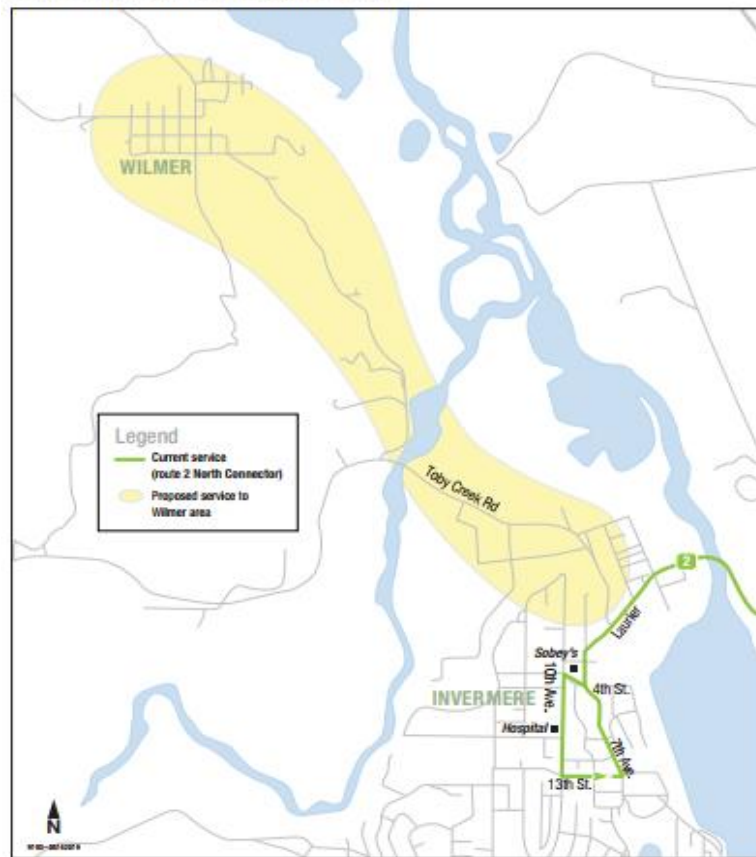 WILMER
Legend
Current service
(route 2 North Connector)
Proposed service to
Wilmer area
Toby Creek Rd
2
Laurier
Sobey's
10th Ave.
4th St.
INVERMERE
Hospital
7th Ave.
13th St.
N